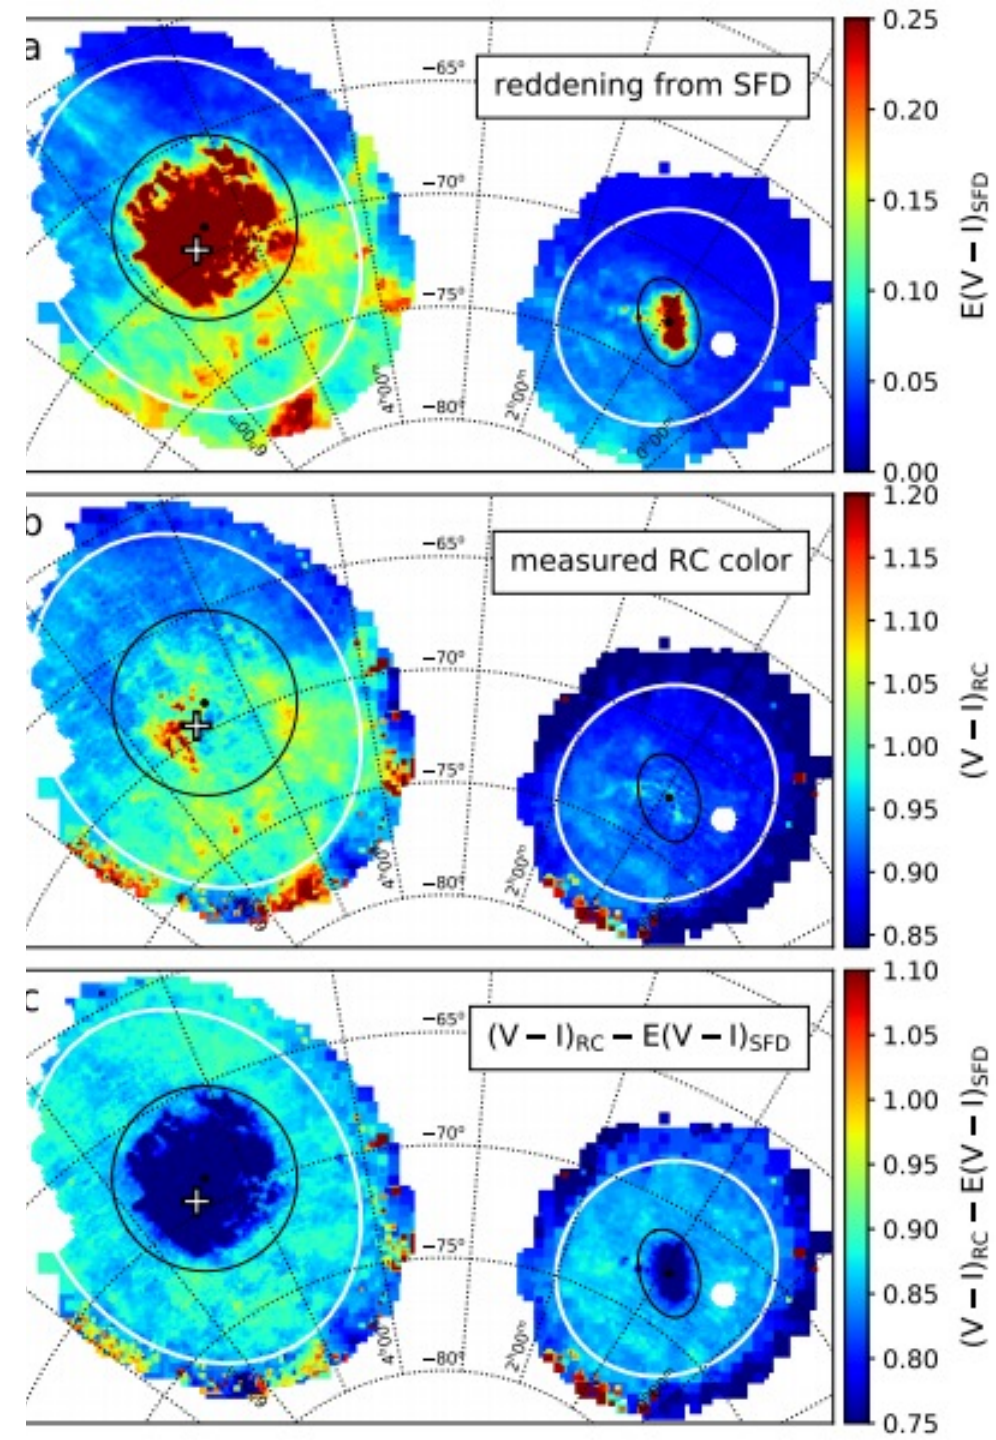 a
reddening from SFD
−65°
−70°
−75°
−80°
4ʰ00ᵐ
6ʰ00ᵐ
2ʰ00ᵐ
0ʰ00ᵐ
0.25
0.20
0.15
0.10
0.05
0.00
E(V − I)SFD
b
measured RC color
−65°
−70°
−75°
−80°
4ʰ00ᵐ
2ʰ00ᵐ
1.20
1.15
1.10
1.05
1.00
0.95
0.90
0.85
(V − I)RC
c
(V − I)RC − E(V − I)SFD
−65°
−70°
−75°
−80°
4ʰ00ᵐ
2ʰ00ᵐ
1.10
1.05
1.00
0.95
0.90
0.85
0.80
0.75
(V − I)RC − E(V − I)SFD